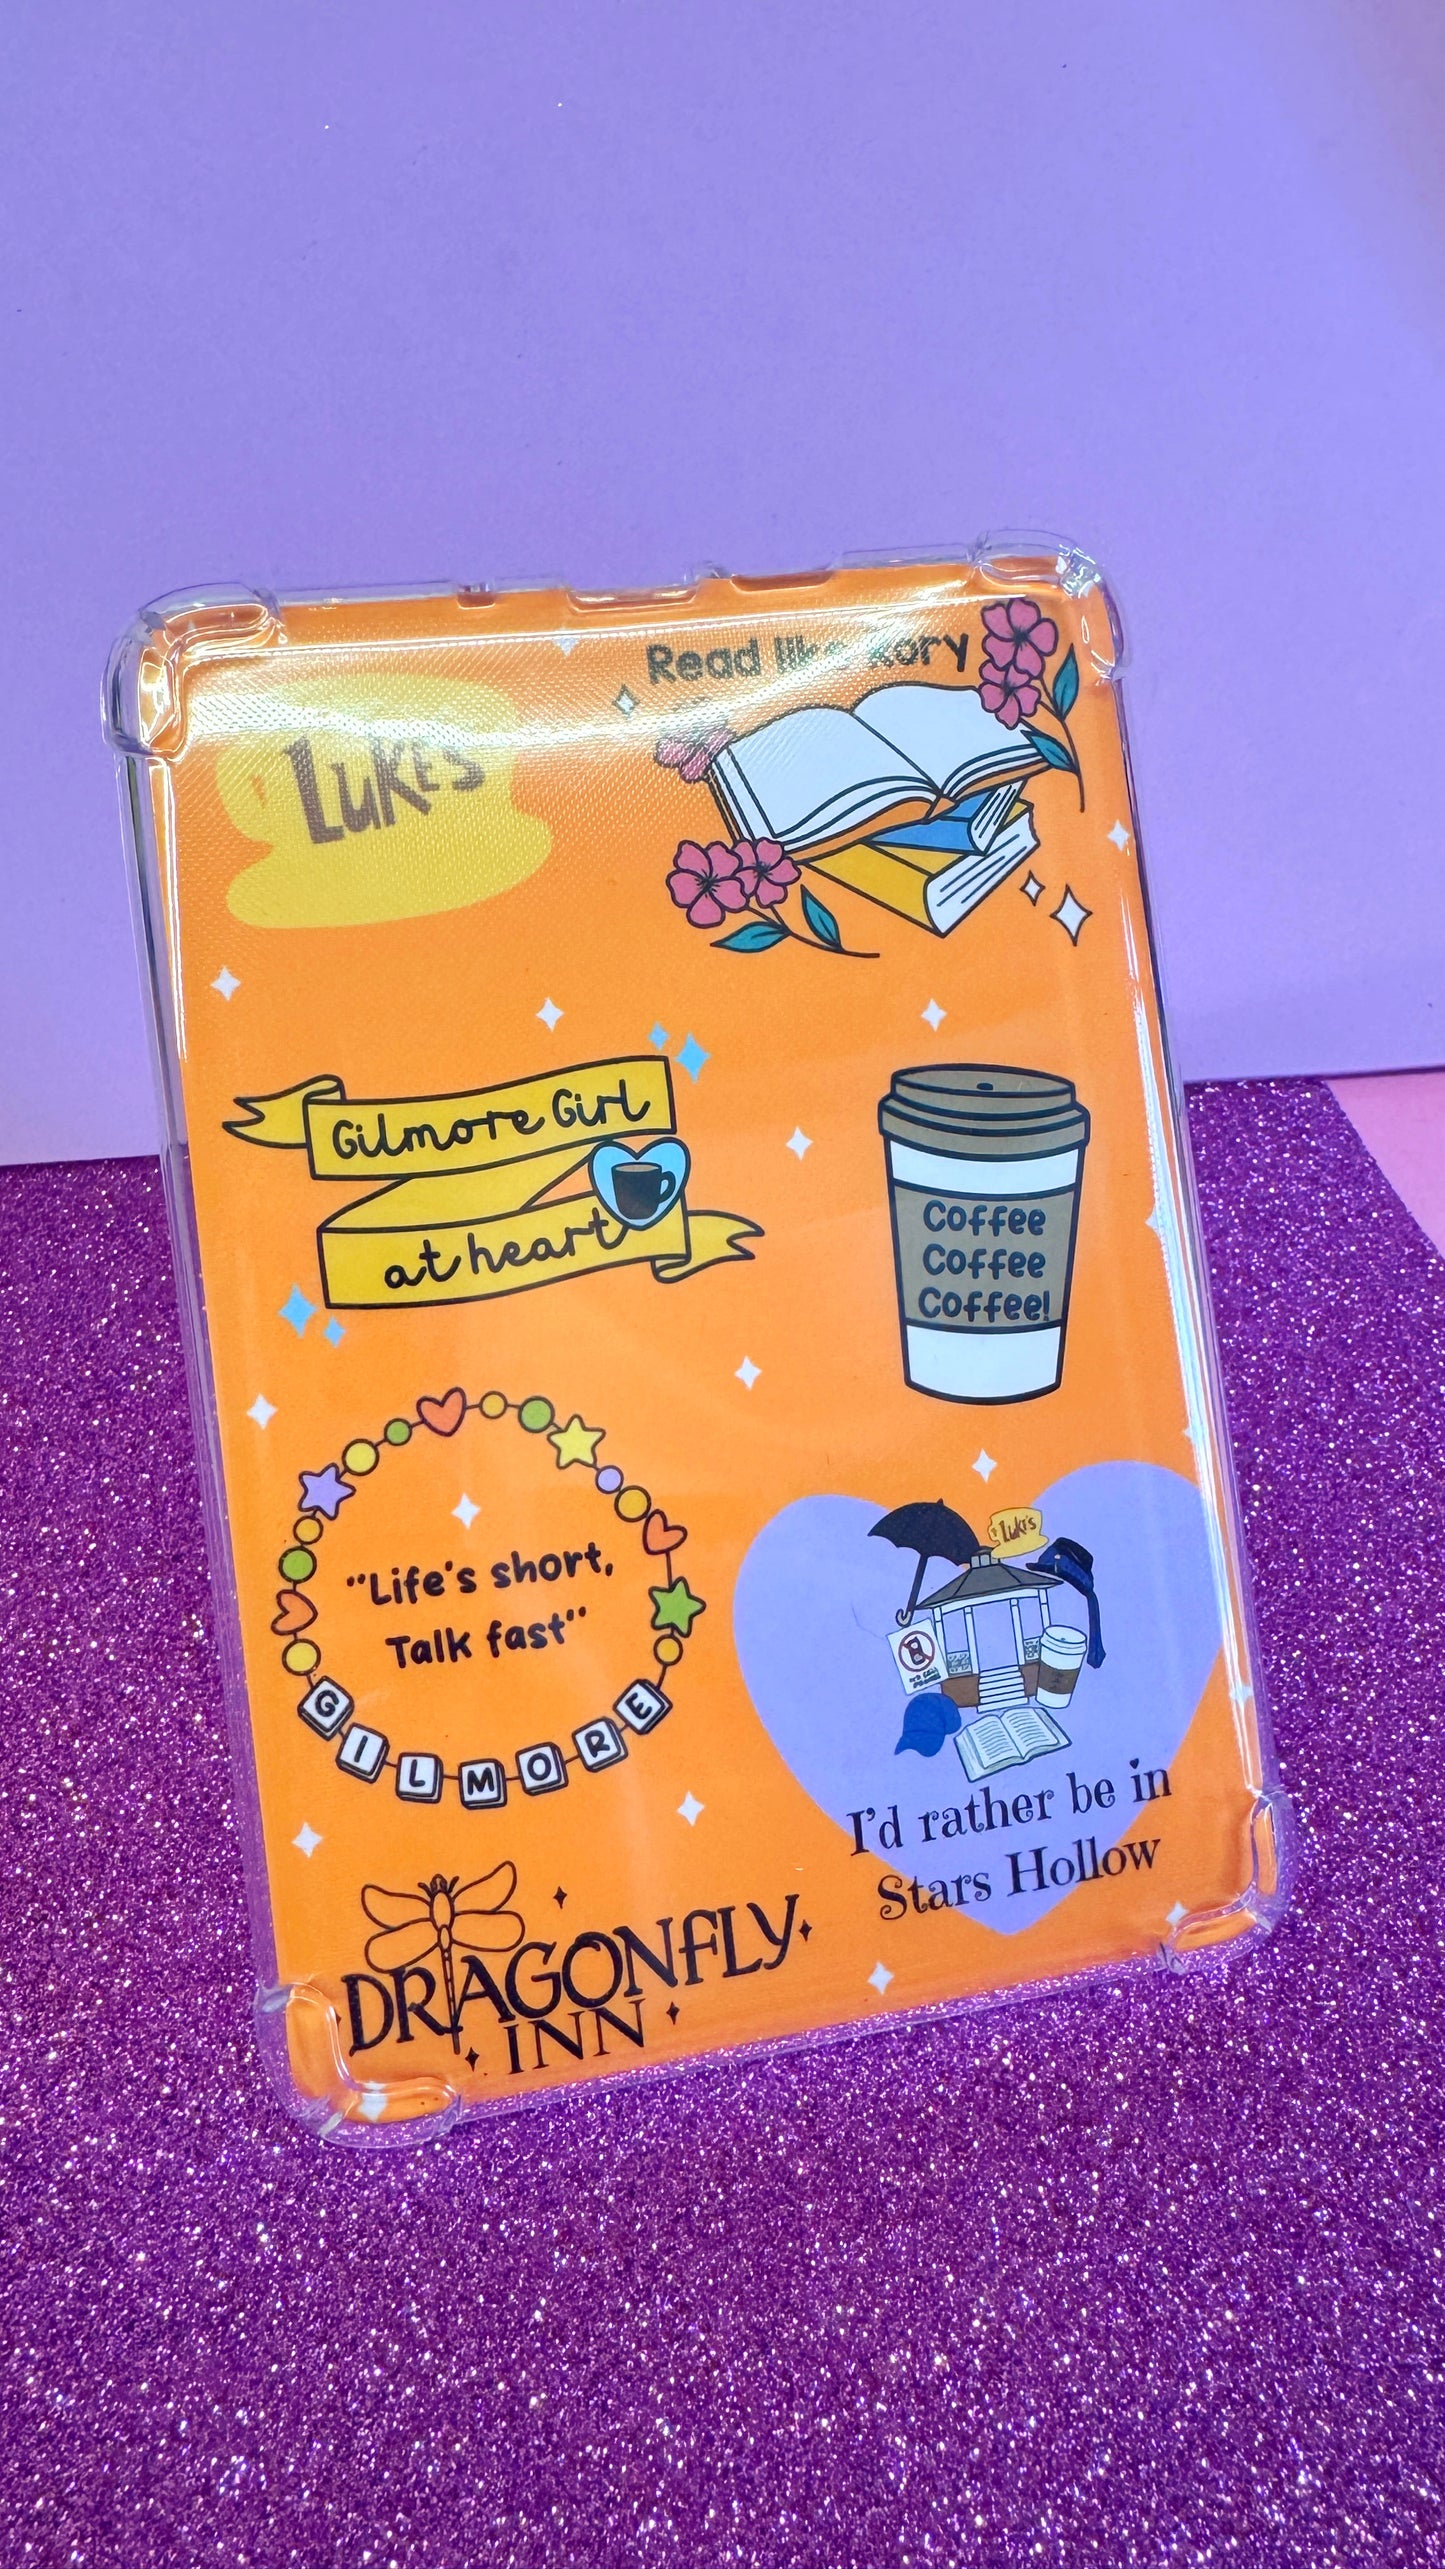 Read like Rory
LUKE'S
Gilmore Girl
at heart
Coffee
Coffee
Coffee!
"Life's short,
Talk fast"
GILMORE
LUKE'S
I'd rather be in
Stars Hollow
DRAGONFLY
INN